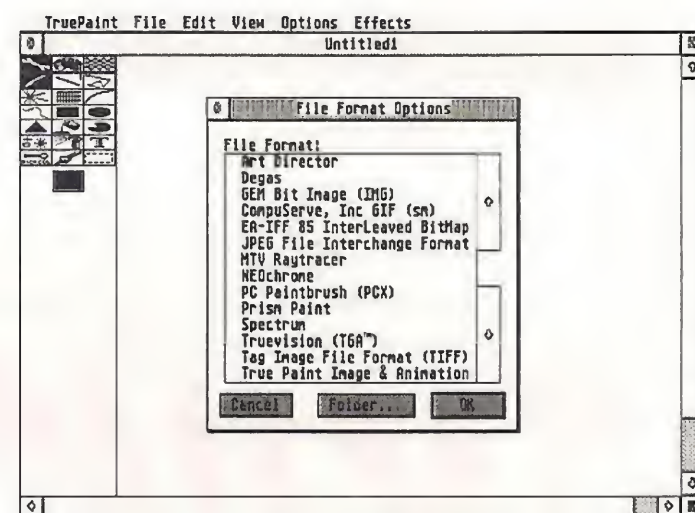 TruePaint File Edit View Options Effects
Untitled1
File Format Options
File Format:
Art Director
Degas
GEM Bit Image (IMG)
CompuServe, Inc GIF (sm)
EA-IFF 85 InterLeaved BitMap
JPEG File Interchange Format
MTV Raytracer
NEOchrome
PC Paintbrush (PCX)
Prism Paint
Spectrum
Truevision (TGA™)
Tag Image File Format (TIFF)
True Paint Image & Animation
Cancel Folder... OK
T